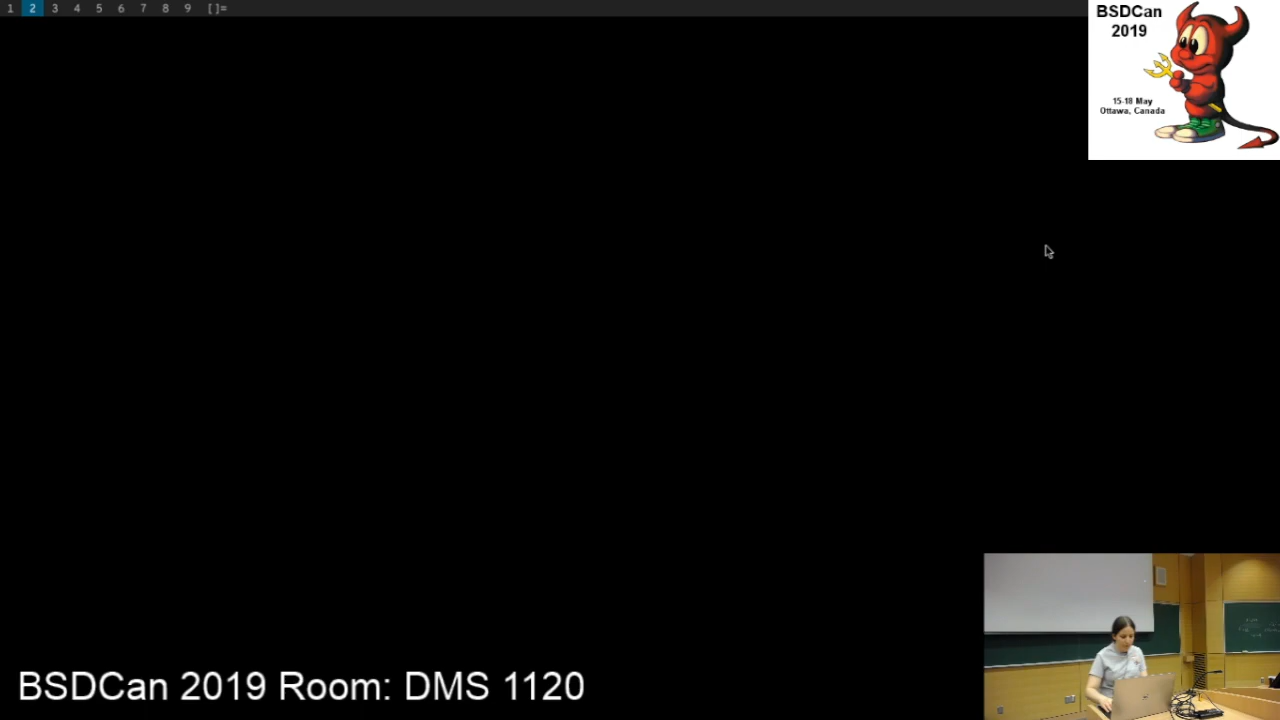 1 2 3 4 5 6 7 8 9 []=
BSDCan
2019
15-18 May
Ottawa, Canada
BSDCan 2019 Room: DMS 1120